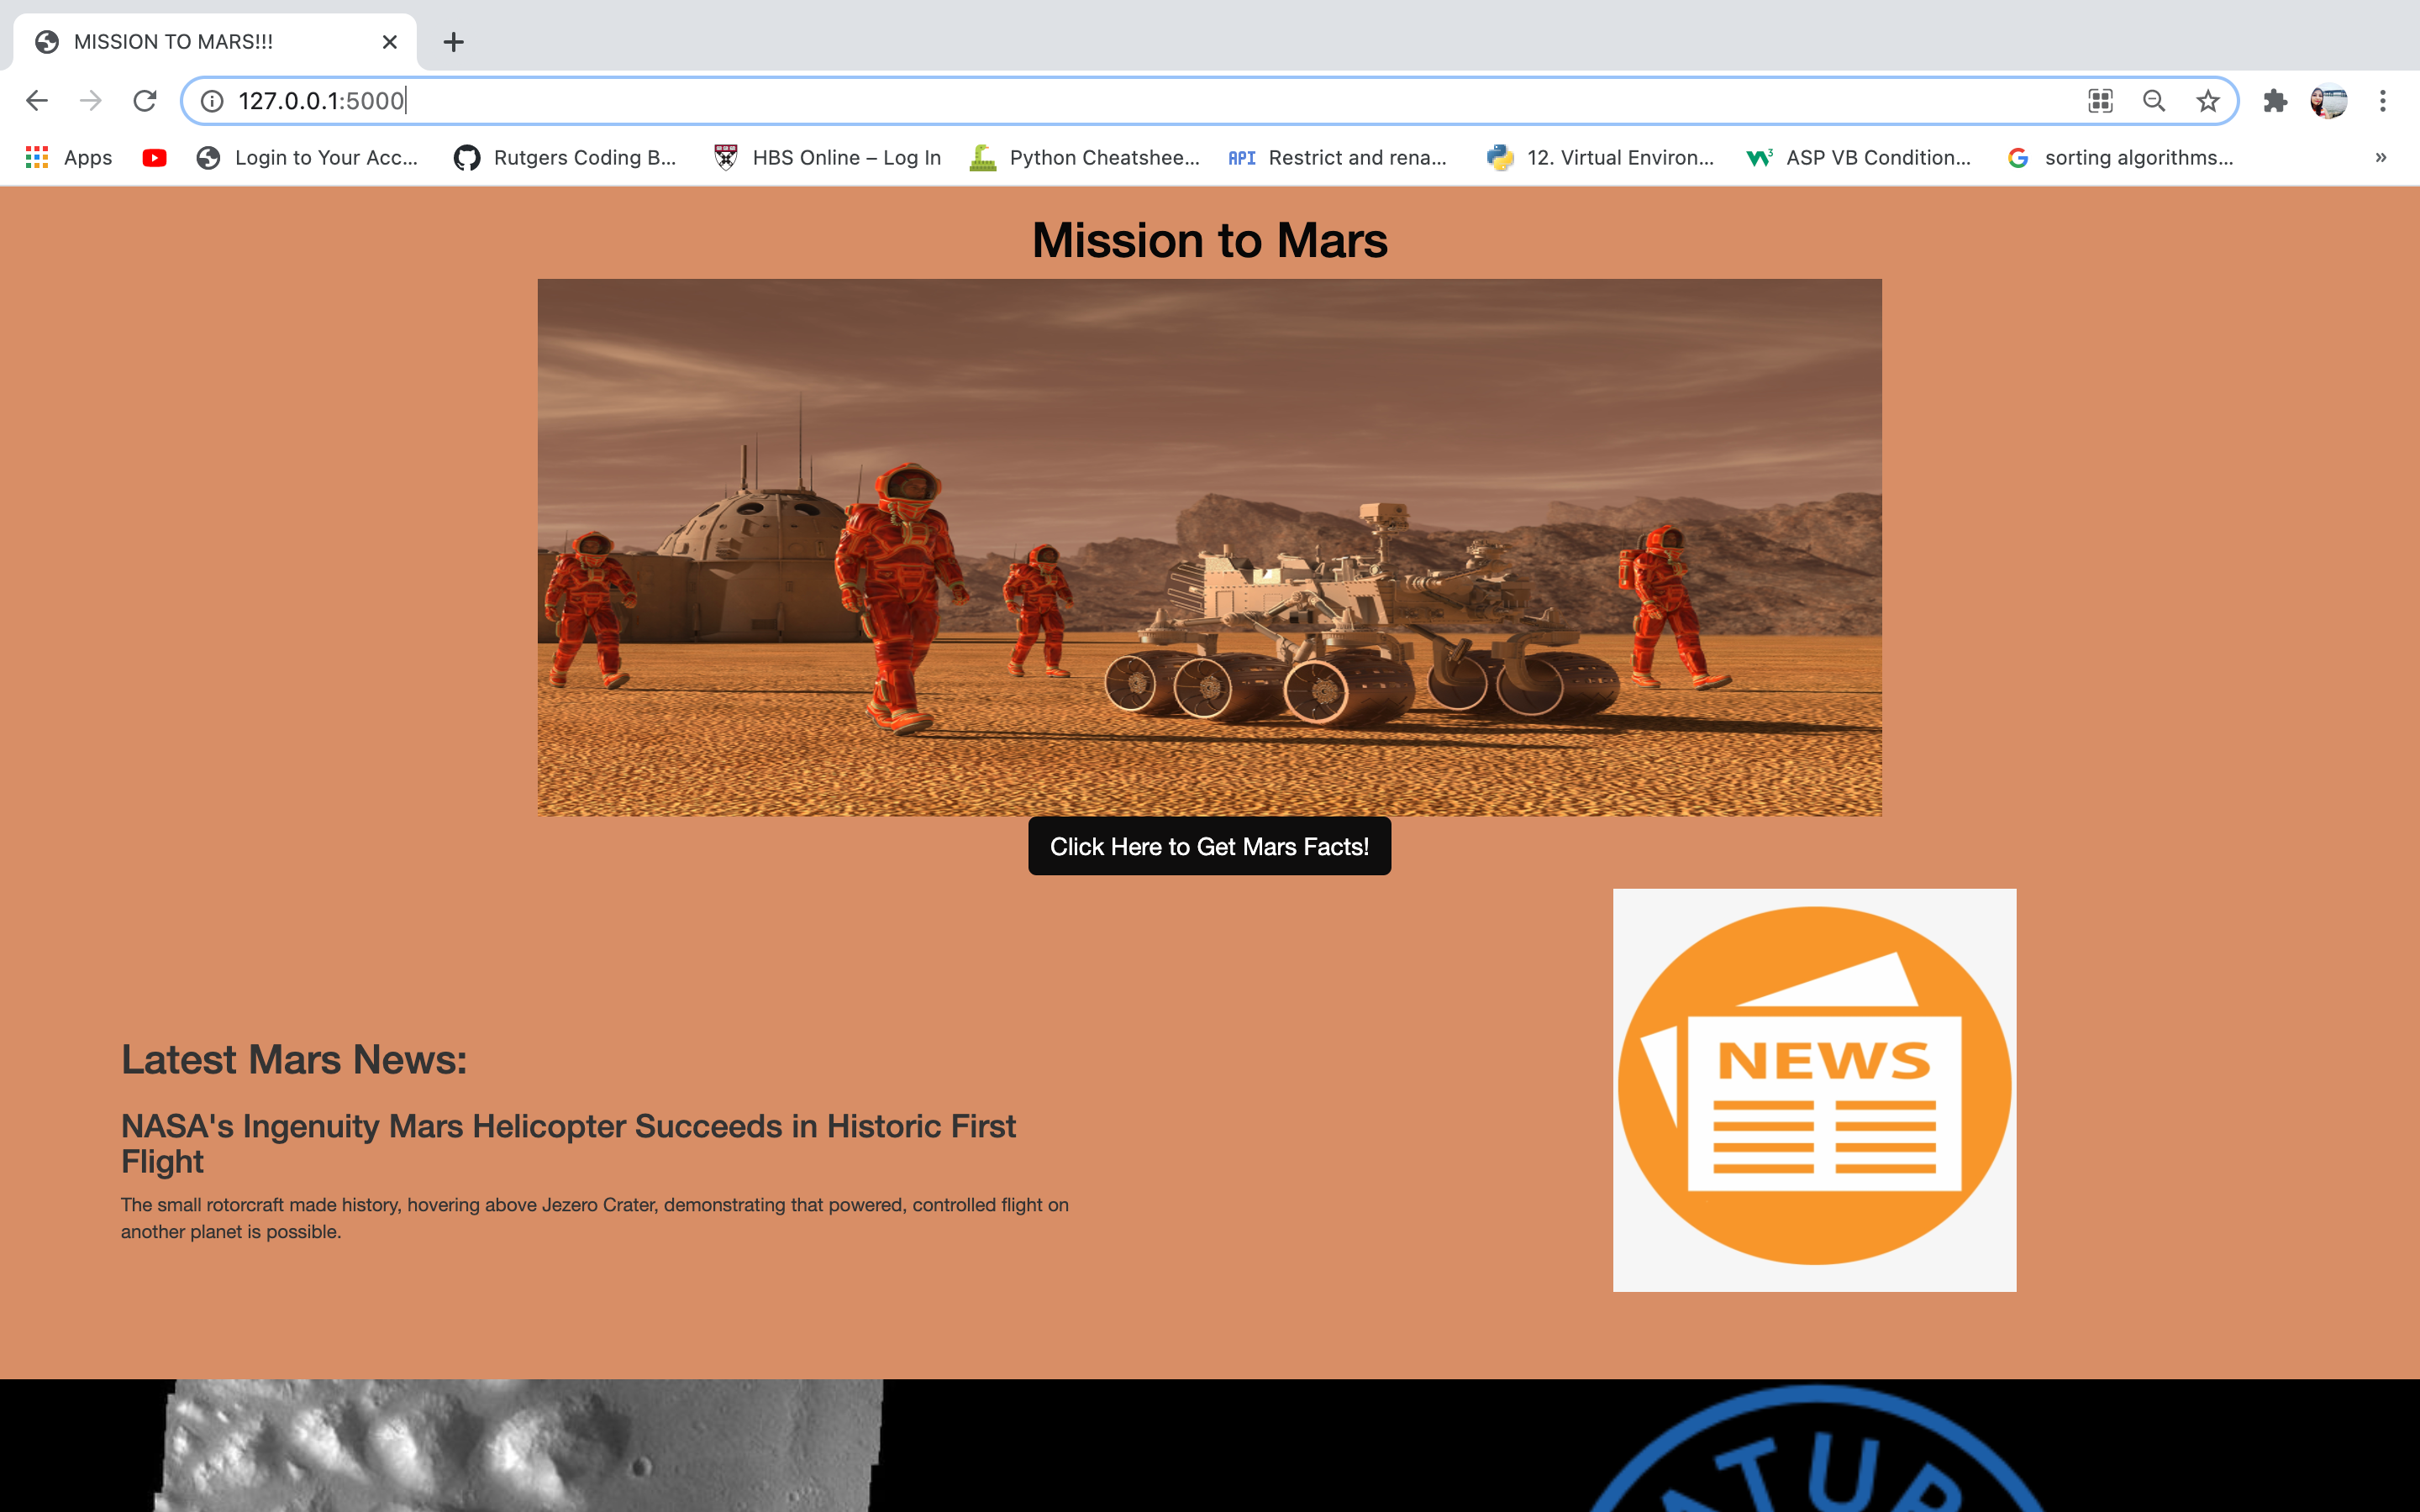 MISSION TO MARS!!!
127.0.0.1:5000
Apps
Login to Your Acc...
Rutgers Coding B...
HBS Online – Log In
Python Cheatshee...
API
Restrict and rena...
12. Virtual Environ...
ASP VB Condition...
sorting algorithms...
Mission to Mars
Click Here to Get Mars Facts!
NEWS
Latest Mars News:
NASA's Ingenuity Mars Helicopter Succeeds in Historic First
Flight
The small rotorcraft made history, hovering above Jezero Crater, demonstrating that powered, controlled flight on
another planet is possible.